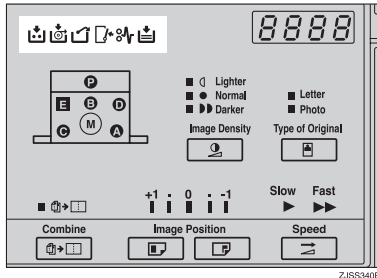 8888
P
E B D
C M A
Lighter
Normal
Darker
Letter
Photo
Image Density
Type of Original
+1 . 0 . -1
Slow Fast
Combine
Image Position
Speed
ZJSS340E